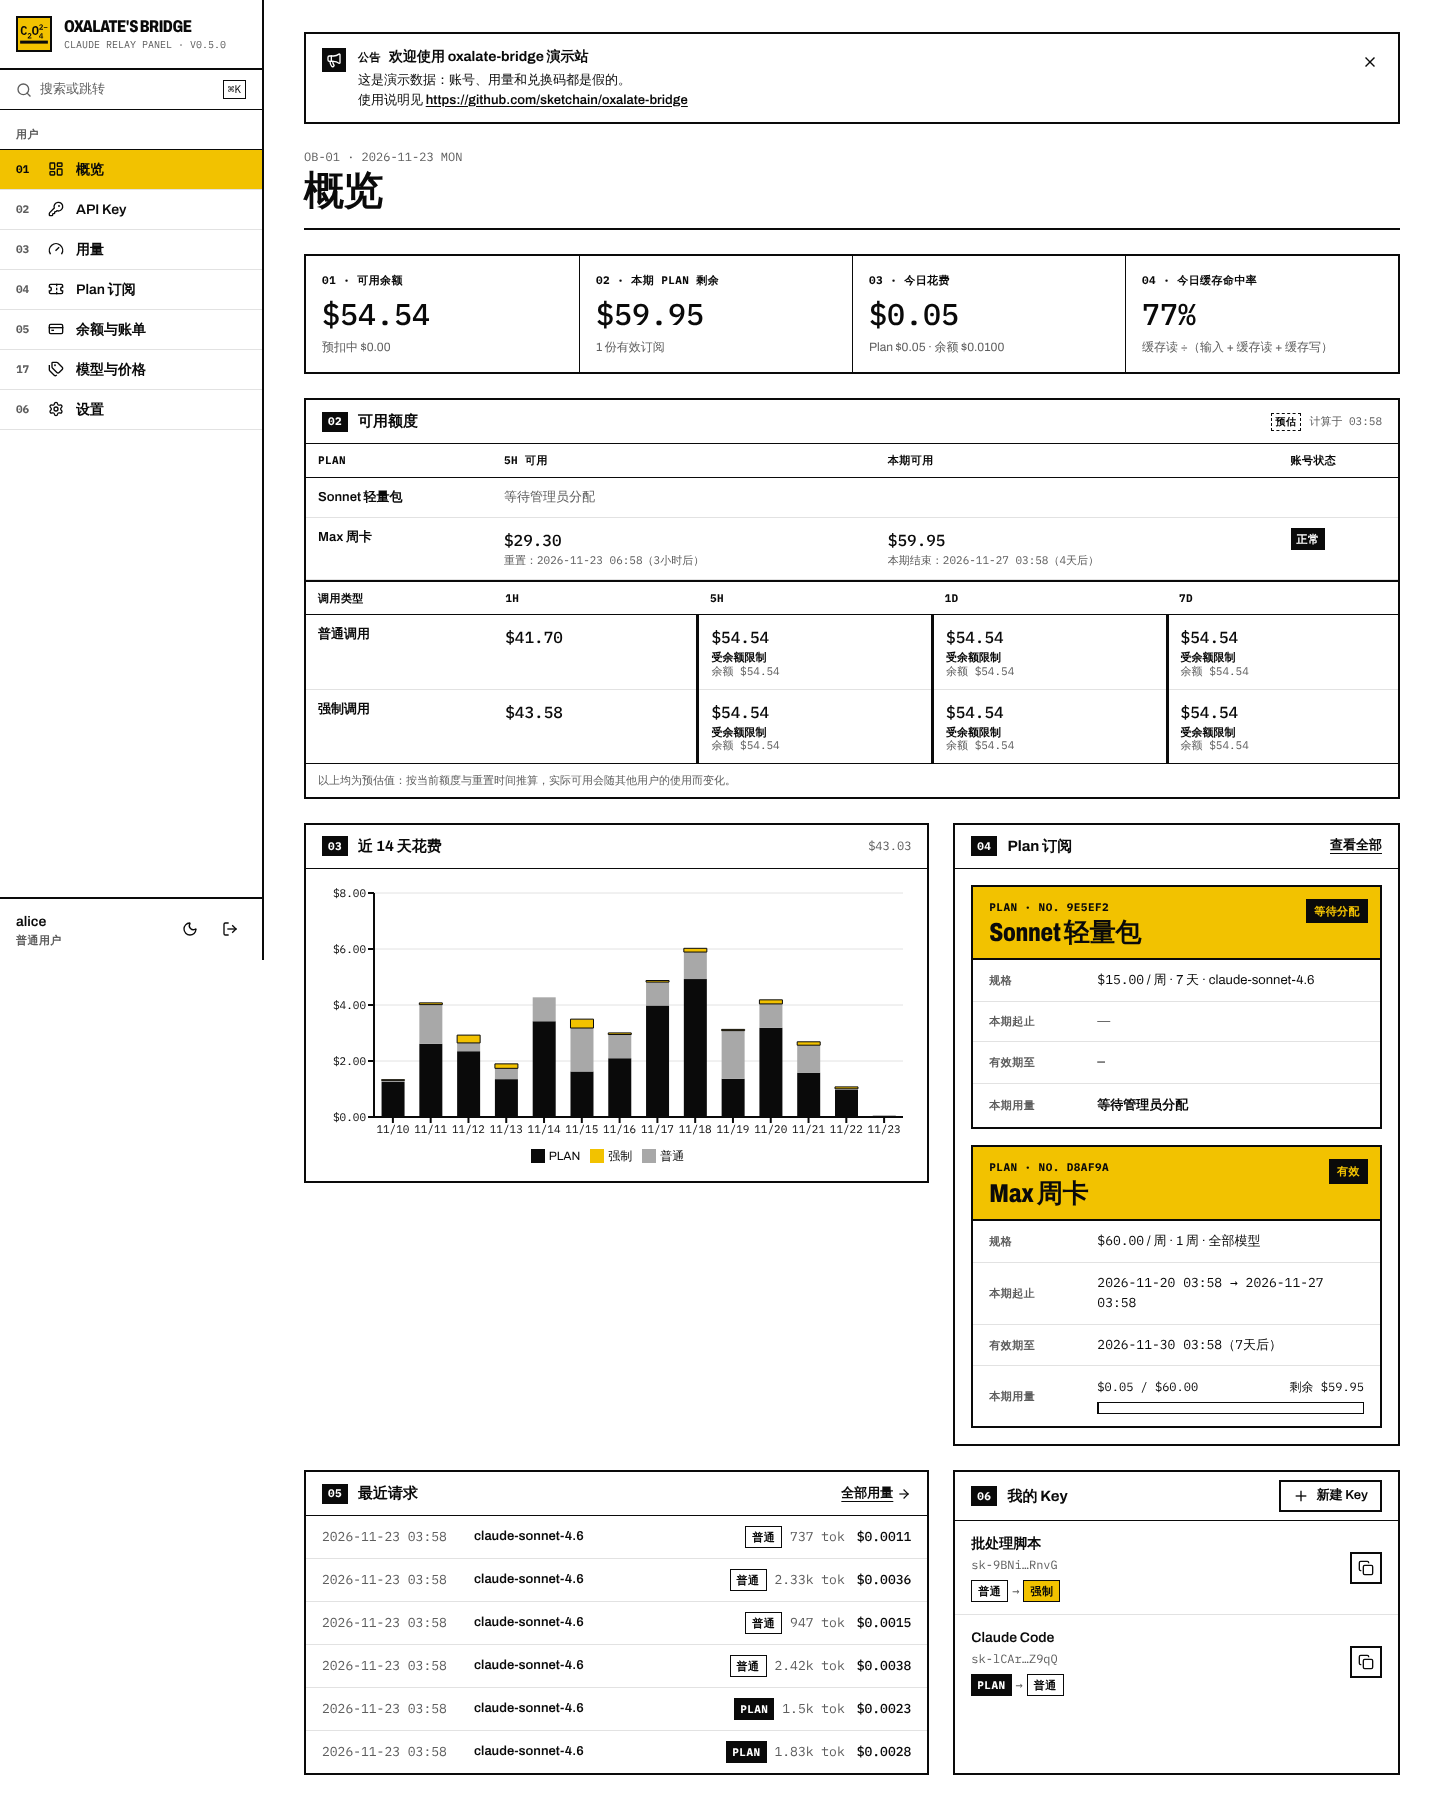 C₂O₄²⁻
OXALATE'S BRIDGE
CLAUDE RELAY PANEL · V0.5.0
搜索或跳转 ⌘K
用户
01 概览
02 API Key
03 用量
04 Plan 订阅
05 余额与账单
17 模型与价格
06 设置
alice
普通用户
公告 欢迎使用 oxalate-bridge 演示站
这是演示数据：账号、用量和兑换码都是假的。
使用说明见 https://github.com/sketchain/oxalate-bridge
OB-01 · 2026-11-23 MON
概览
01 · 可用余额
$54.54
预扣中 $0.00
02 · 本期 PLAN 剩余
$59.95
1 份有效订阅
03 · 今日花费
$0.05
Plan $0.05 · 余额 $0.0100
04 · 今日缓存命中率
77%
缓存读 ÷（输入 + 缓存读 + 缓存写）
02 可用额度 预估 计算于 03:58
PLAN 5H 可用 本期可用 账号状态
Sonnet 轻量包 等待管理员分配
Max 周卡 $29.30 $59.95 正常
重置：2026-11-23 06:58（3小时后） 本期结束：2026-11-27 03:58（4天后）
调用类型 1H 5H 1D 7D
普通调用 $41.70 $54.54 $54.54 $54.54
受余额限制 受余额限制 受余额限制
余额 $54.54 余额 $54.54 余额 $54.54
强制调用 $43.58 $54.54 $54.54 $54.54
受余额限制 受余额限制 受余额限制
余额 $54.54 余额 $54.54 余额 $54.54
以上均为预估值：按当前额度与重置时间推算，实际可用会随其他用户的使用而变化。
03 近 14 天花费 $43.03
$8.00
$6.00
$4.00
$2.00
$0.00
11/10 11/11 11/12 11/13 11/14 11/15 11/16 11/17 11/18 11/19 11/20 11/21 11/22 11/23
PLAN 强制 普通
04 Plan 订阅 查看全部
PLAN · NO. 9E5EF2 等待分配
Sonnet 轻量包
规格 $15.00 / 周 · 7 天 · claude-sonnet-4.6
本期起止 —
有效期至 –
本期用量 等待管理员分配
PLAN · NO. D8AF9A 有效
Max 周卡
规格 $60.00 / 周 · 1 周 · 全部模型
本期起止 2026-11-20 03:58 → 2026-11-27
03:58
有效期至 2026-11-30 03:58（7天后）
本期用量 $0.05 / $60.00 剩余 $59.95
05 最近请求 全部用量 →
2026-11-23 03:58 claude-sonnet-4.6 普通 737 tok $0.0011
2026-11-23 03:58 claude-sonnet-4.6 普通 2.33k tok $0.0036
2026-11-23 03:58 claude-sonnet-4.6 普通 947 tok $0.0015
2026-11-23 03:58 claude-sonnet-4.6 普通 2.42k tok $0.0038
2026-11-23 03:58 claude-sonnet-4.6 PLAN 1.5k tok $0.0023
2026-11-23 03:58 claude-sonnet-4.6 PLAN 1.83k tok $0.0028
06 我的 Key 新建 Key
批处理脚本
sk-9BNi…RnvG
普通 → 强制
Claude Code
sk-lCAr…Z9qQ
PLAN → 普通